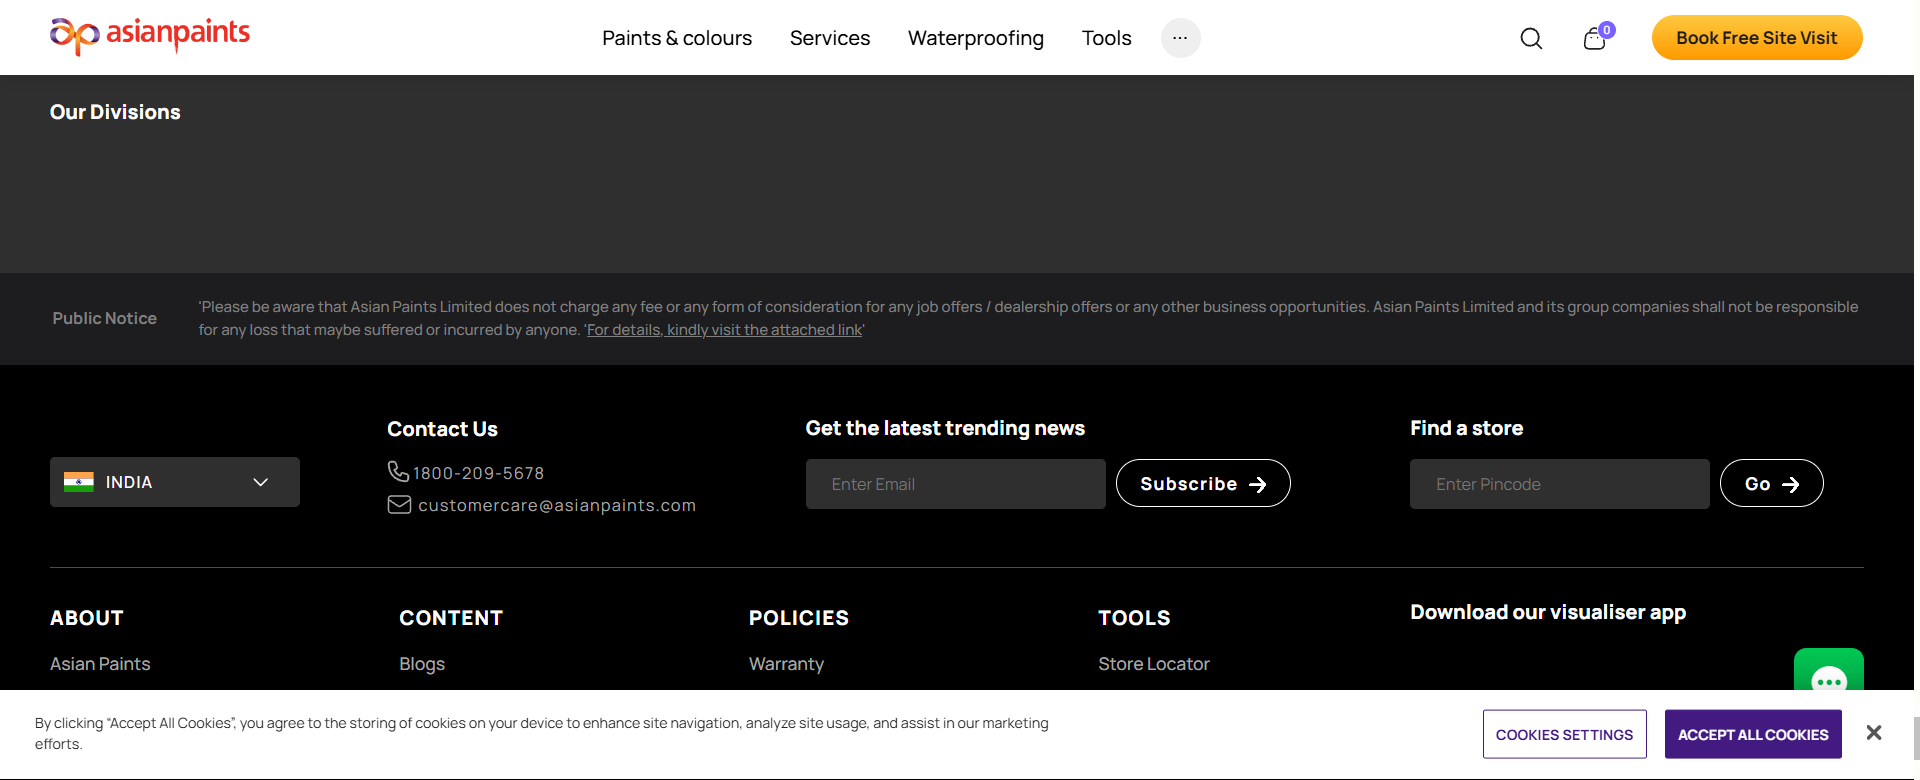 asianpaints
Paints & colours
Services
Waterproofing
Tools
0
Book Free Site Visit
Our Divisions
Public Notice
'Please be aware that Asian Paints Limited does not charge any fee or any form of consideration for any job offers / dealership offers or any other business opportunities. Asian Paints Limited and its group companies shall not be responsible
for any loss that maybe suffered or incurred by anyone. 'For details, kindly visit the attached link'
INDIA
Contact Us
1800-209-5678
customercare@asianpaints.com
Get the latest trending news
Enter Email
Subscribe
Find a store
Enter Pincode
Go
ABOUT
Asian Paints
CONTENT
Blogs
POLICIES
Warranty
TOOLS
Store Locator
Download our visualiser app
By clicking “Accept All Cookies”, you agree to the storing of cookies on your device to enhance site navigation, analyze site usage, and assist in our marketing
efforts.
COOKIES SETTINGS
ACCEPT ALL COOKIES